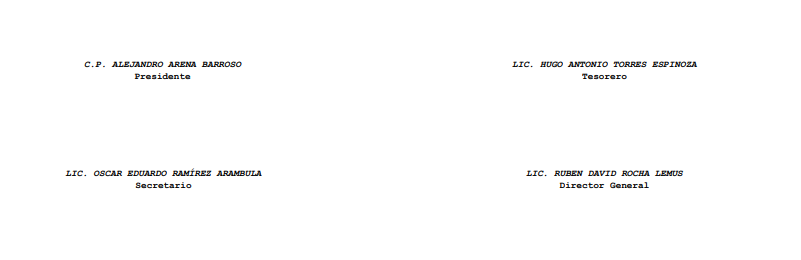 C.P. ALEJANDRO ARENA BARROSO
Presidente
LIC. HUGO ANTONIO TORRES ESPINOZA
Tesorero
LIC. OSCAR EDUARDO RAMÍREZ ARAMBULA
Secretario
LIC. RUBEN DAVID ROCHA LEMUS
Director General